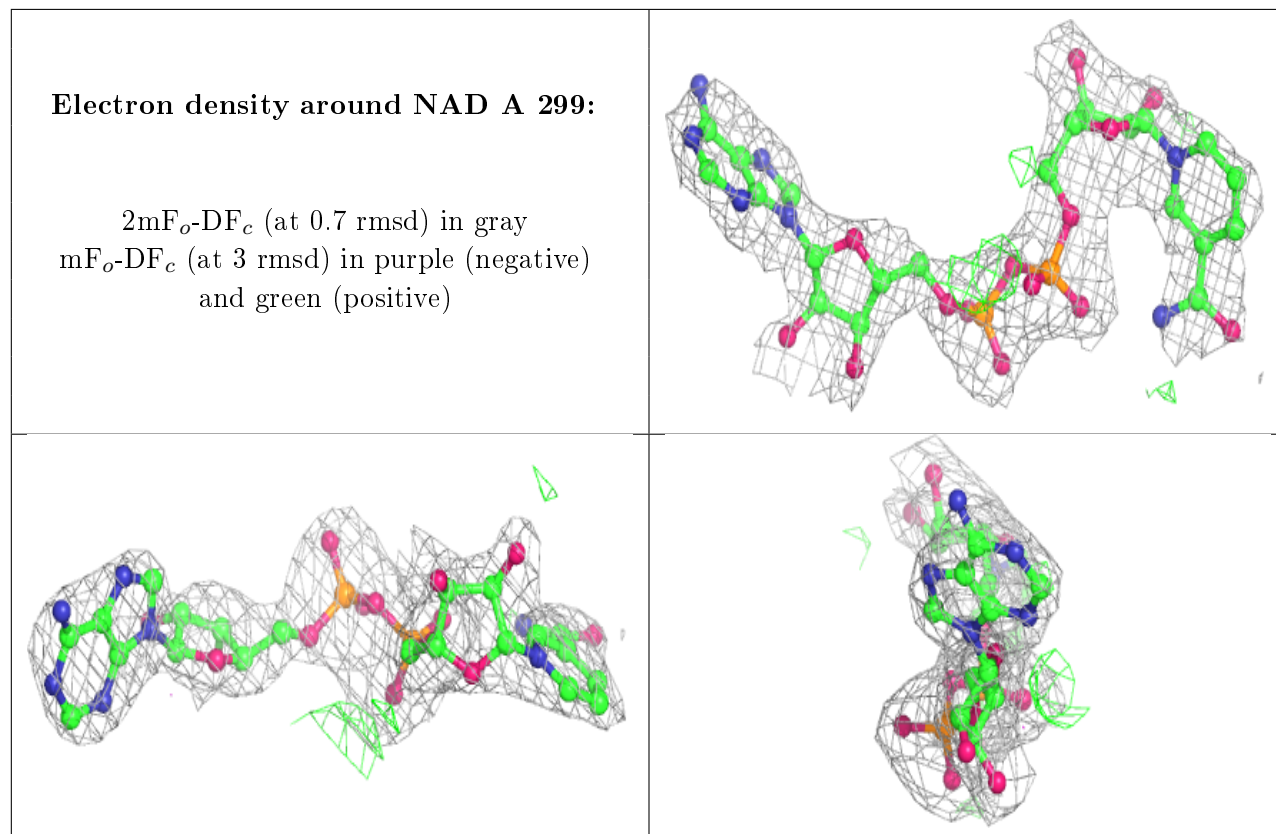 Electron density around NAD A 299:
2mFo-DFc (at 0.7 rmsd) in gray
mFo-DFc (at 3 rmsd) in purple (negative)
and green (positive)